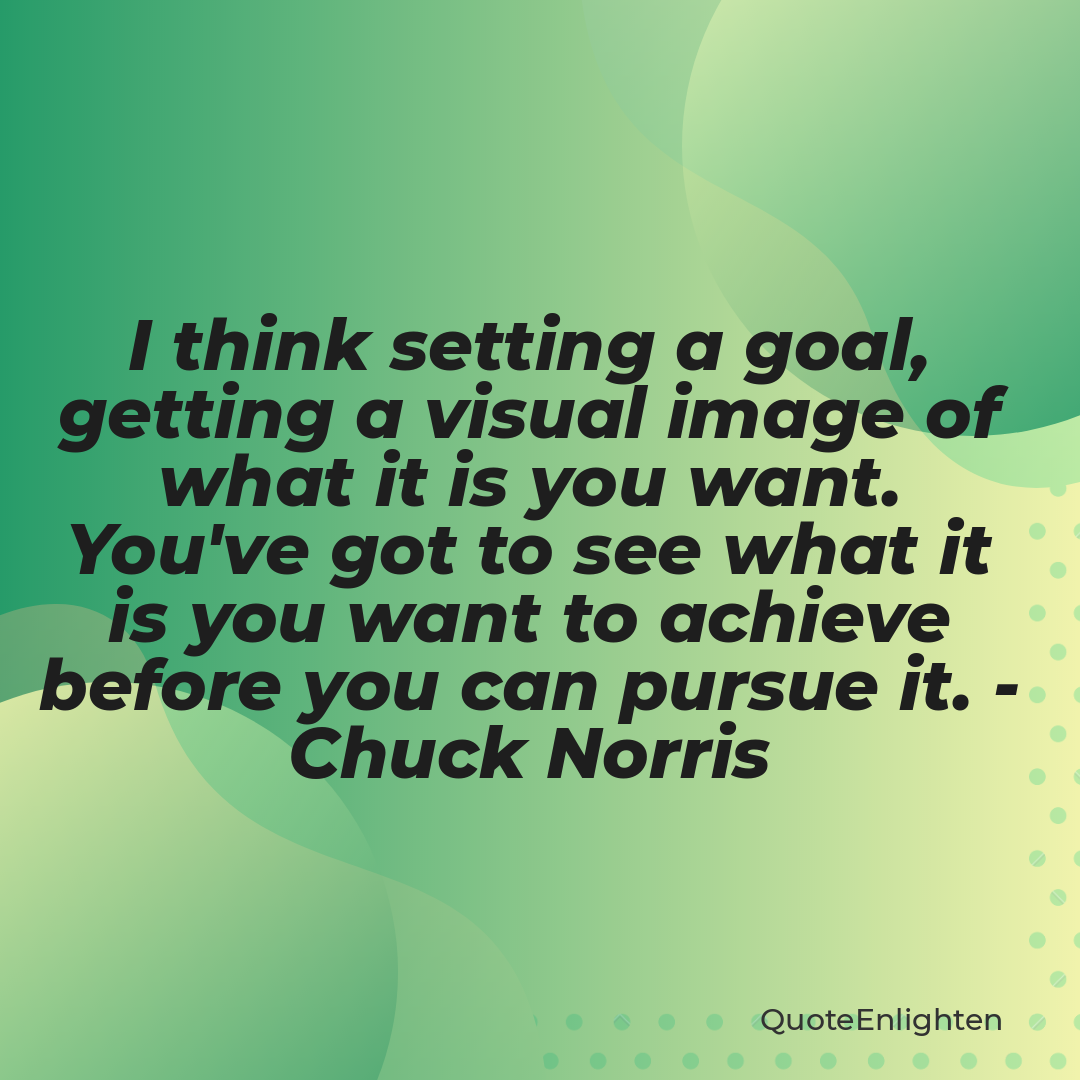 I think setting a goal,
getting a visual image of
what it is you want.
You've got to see what it
is you want to achieve
before you can pursue it. -
Chuck Norris
QuoteEnlighten